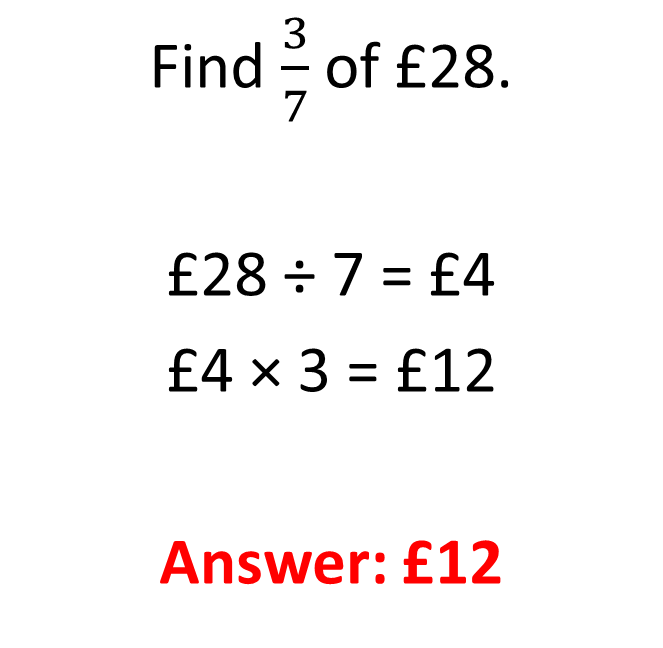 Find 3/7 of £28.
£28 ÷ 7 = £4
£4 × 3 = £12
Answer: £12